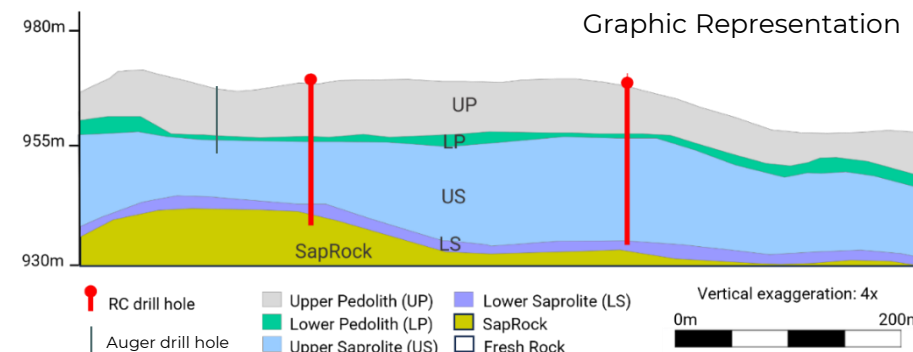 Graphic Representation
980m
UP
955m
LP
US
LS
SapRock
930m
RC drill hole
Auger drill hole
Upper Pedolith (UP)
Lower Pedolith (LP)
Upper Saprolite (US)
Lower Saprolite (LS)
SapRock
Fresh Rock
Vertical exaggeration: 4x
0m 200m